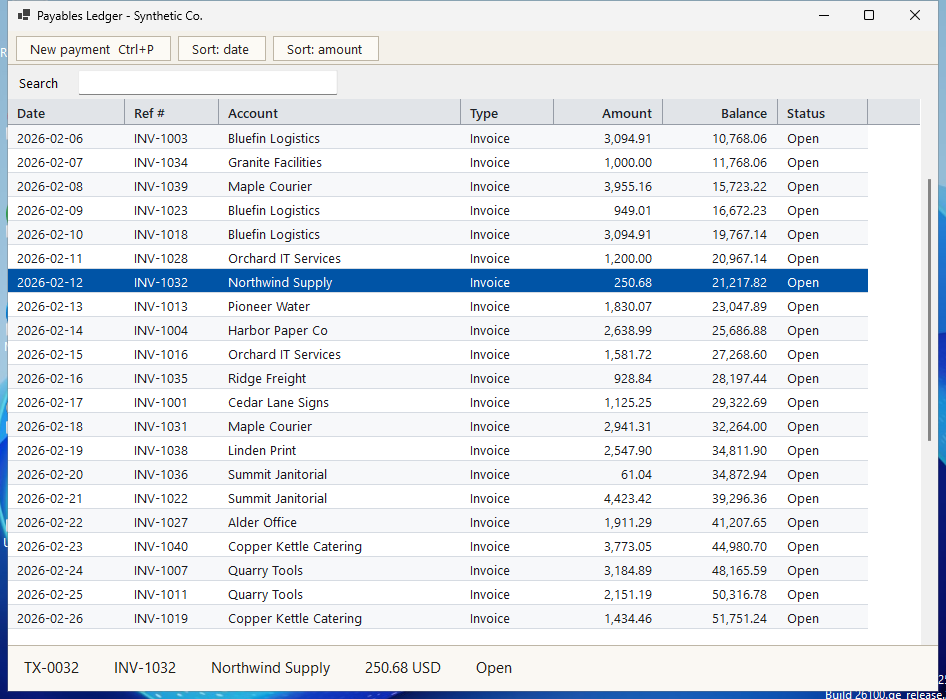 Payables Ledger - Synthetic Co.
New payment Ctrl+P Sort: date Sort: amount
Search
Date Ref # Account Type Amount Balance Status
2026-02-06 INV-1003 Bluefin Logistics Invoice 3,094.91 10,768.06 Open
2026-02-07 INV-1034 Granite Facilities Invoice 1,000.00 11,768.06 Open
2026-02-08 INV-1039 Maple Courier Invoice 3,955.16 15,723.22 Open
2026-02-09 INV-1023 Bluefin Logistics Invoice 949.01 16,672.23 Open
2026-02-10 INV-1018 Bluefin Logistics Invoice 3,094.91 19,767.14 Open
2026-02-11 INV-1028 Orchard IT Services Invoice 1,200.00 20,967.14 Open
2026-02-12 INV-1032 Northwind Supply Invoice 250.68 21,217.82 Open
2026-02-13 INV-1013 Pioneer Water Invoice 1,830.07 23,047.89 Open
2026-02-14 INV-1004 Harbor Paper Co Invoice 2,638.99 25,686.88 Open
2026-02-15 INV-1016 Orchard IT Services Invoice 1,581.72 27,268.60 Open
2026-02-16 INV-1035 Ridge Freight Invoice 928.84 28,197.44 Open
2026-02-17 INV-1001 Cedar Lane Signs Invoice 1,125.25 29,322.69 Open
2026-02-18 INV-1031 Maple Courier Invoice 2,941.31 32,264.00 Open
2026-02-19 INV-1038 Linden Print Invoice 2,547.90 34,811.90 Open
2026-02-20 INV-1036 Summit Janitorial Invoice 61.04 34,872.94 Open
2026-02-21 INV-1022 Summit Janitorial Invoice 4,423.42 39,296.36 Open
2026-02-22 INV-1027 Alder Office Invoice 1,911.29 41,207.65 Open
2026-02-23 INV-1040 Copper Kettle Catering Invoice 3,773.05 44,980.70 Open
2026-02-24 INV-1007 Quarry Tools Invoice 3,184.89 48,165.59 Open
2026-02-25 INV-1011 Quarry Tools Invoice 2,151.19 50,316.78 Open
2026-02-26 INV-1019 Copper Kettle Catering Invoice 1,434.46 51,751.24 Open
TX-0032 INV-1032 Northwind Supply 250.68 USD Open
Build 26100.ge_release.